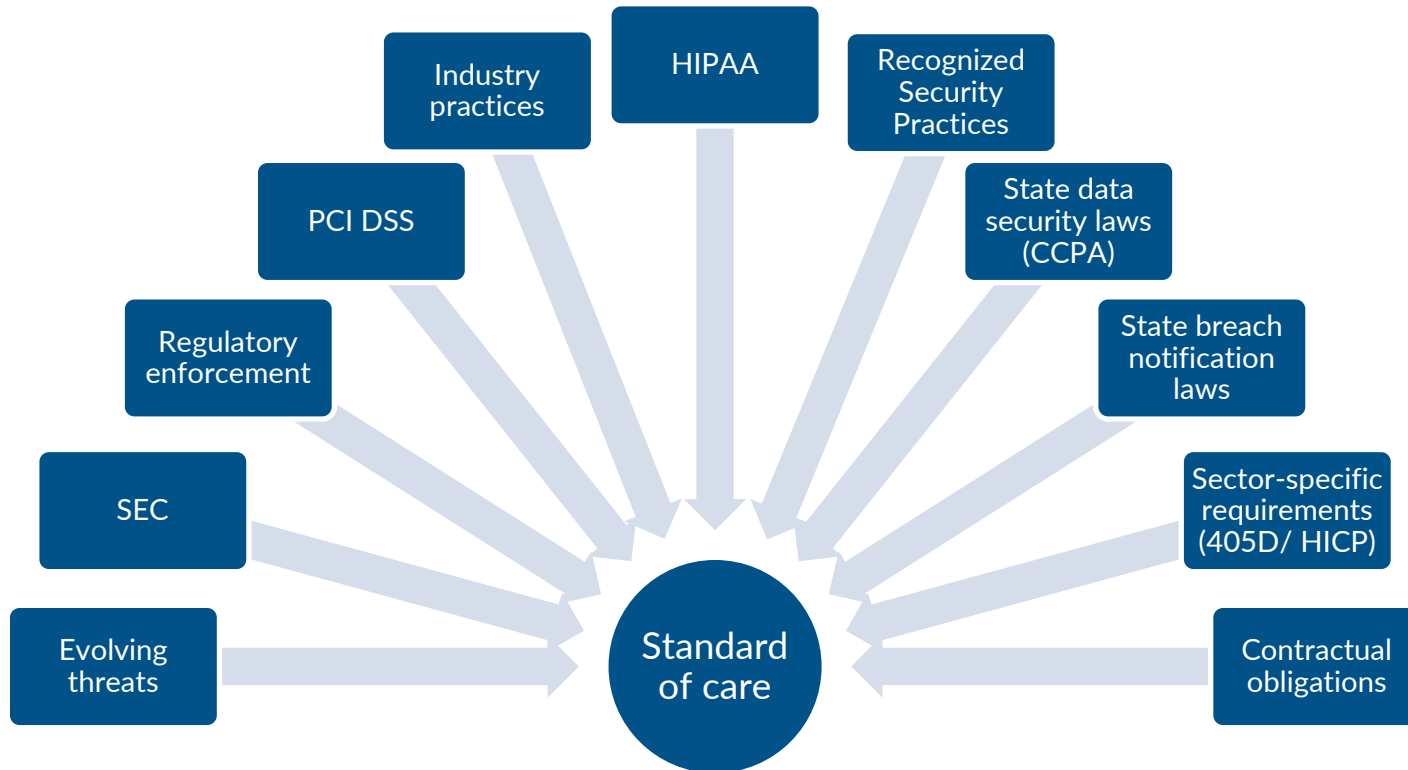 HIPAA
Industry
practices
Recognized
Security
Practices
PCI DSS
State data
security laws
(CCPA)
Regulatory
enforcement
State breach
notification
laws
SEC
Sector-specific
requirements
(405D/ HICP)
Evolving
threats
Standard
of care
Contractual
obligations